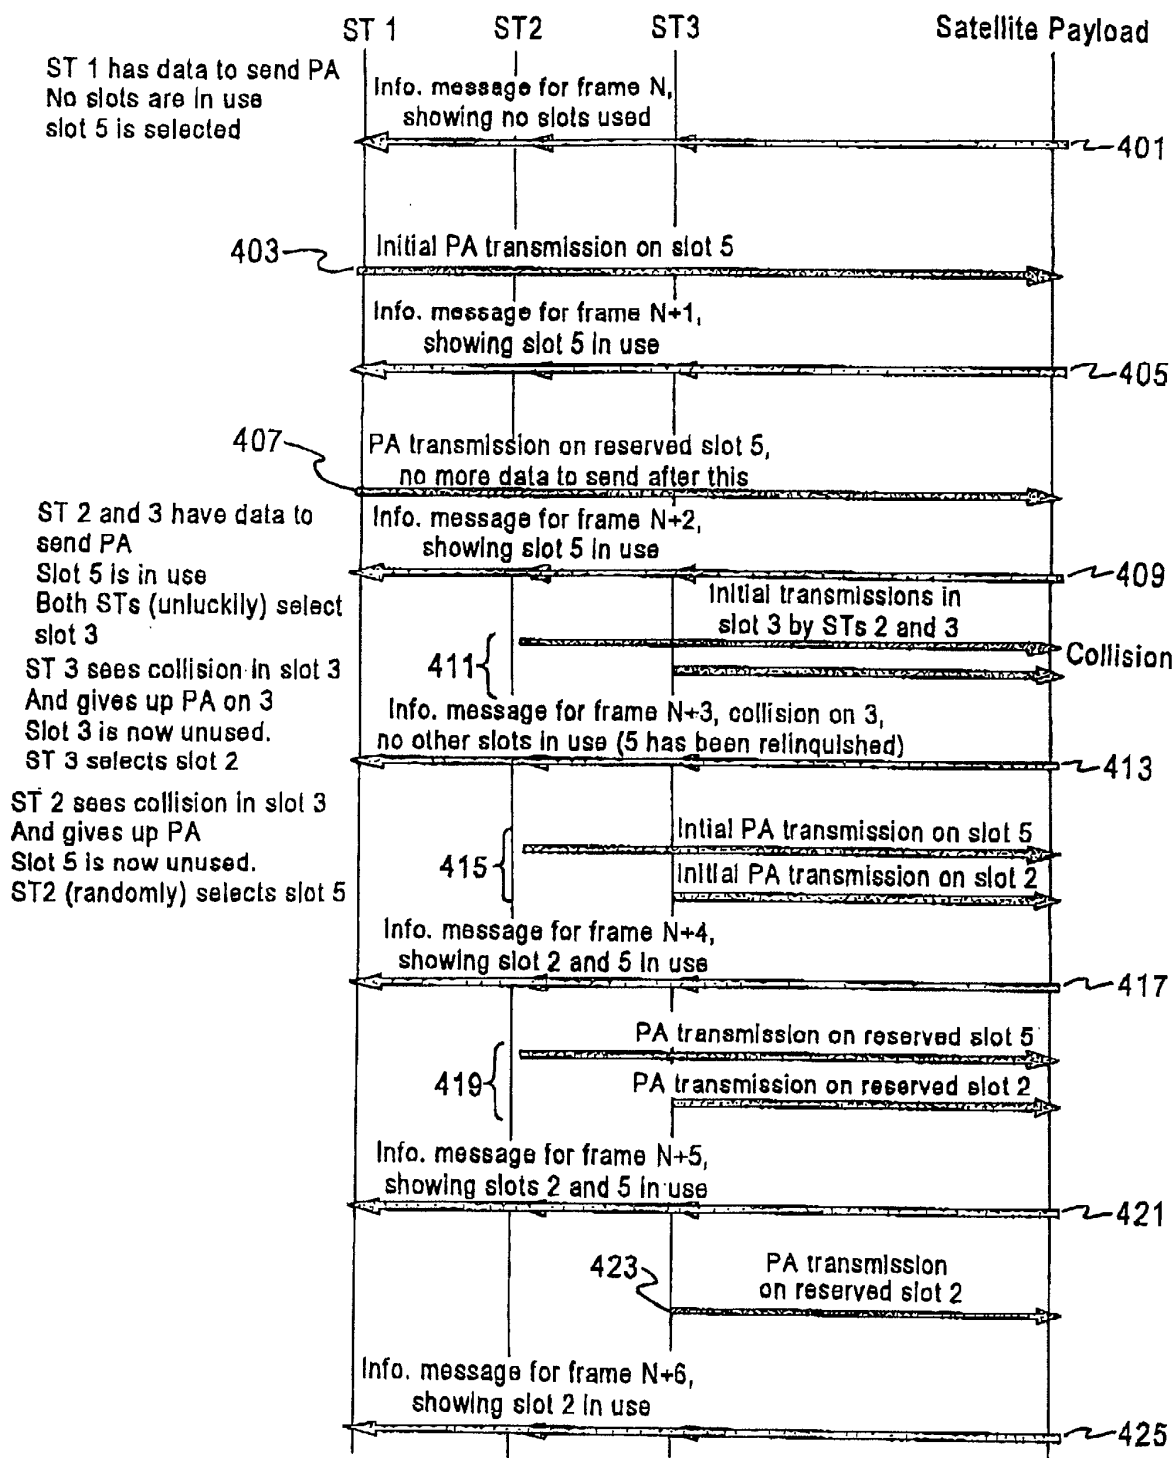 ST 1
ST2
ST3
Satellite Payload
ST 1 has data to send PA
No slots are in use
slot 5 is selected
Info. message for frame N,
showing no slots used
401
403
Initial PA transmission on slot 5
Info. message for frame N+1,
showing slot 5 in use
405
407
PA transmission on reserved slot 5,
no more data to send after this
ST 2 and 3 have data to
send PA
Slot 5 is in use
Both STs (unluckily) select
slot 3
Info. message for frame N+2,
showing slot 5 in use
409
Initial transmissions in
slot 3 by STs 2 and 3
411
Collision
ST 3 sees collision in slot 3
And gives up PA on 3
Slot 3 is now unused.
ST 3 selects slot 2
Info. message for frame N+3, collision on 3,
no other slots in use (5 has been relinquished)
413
ST 2 sees collision in slot 3
And gives up PA
Slot 5 is now unused.
ST2 (randomly) selects slot 5
415
Intial PA transmission on slot 5
Initial PA transmission on slot 2
Info. message for frame N+4,
showing slot 2 and 5 in use
417
419
PA transmission on reserved slot 5
PA transmission on reserved slot 2
Info. message for frame N+5,
showing slots 2 and 5 in use
421
423
PA transmission
on reserved slot 2
Info. message for frame N+6,
showing slot 2 in use
425